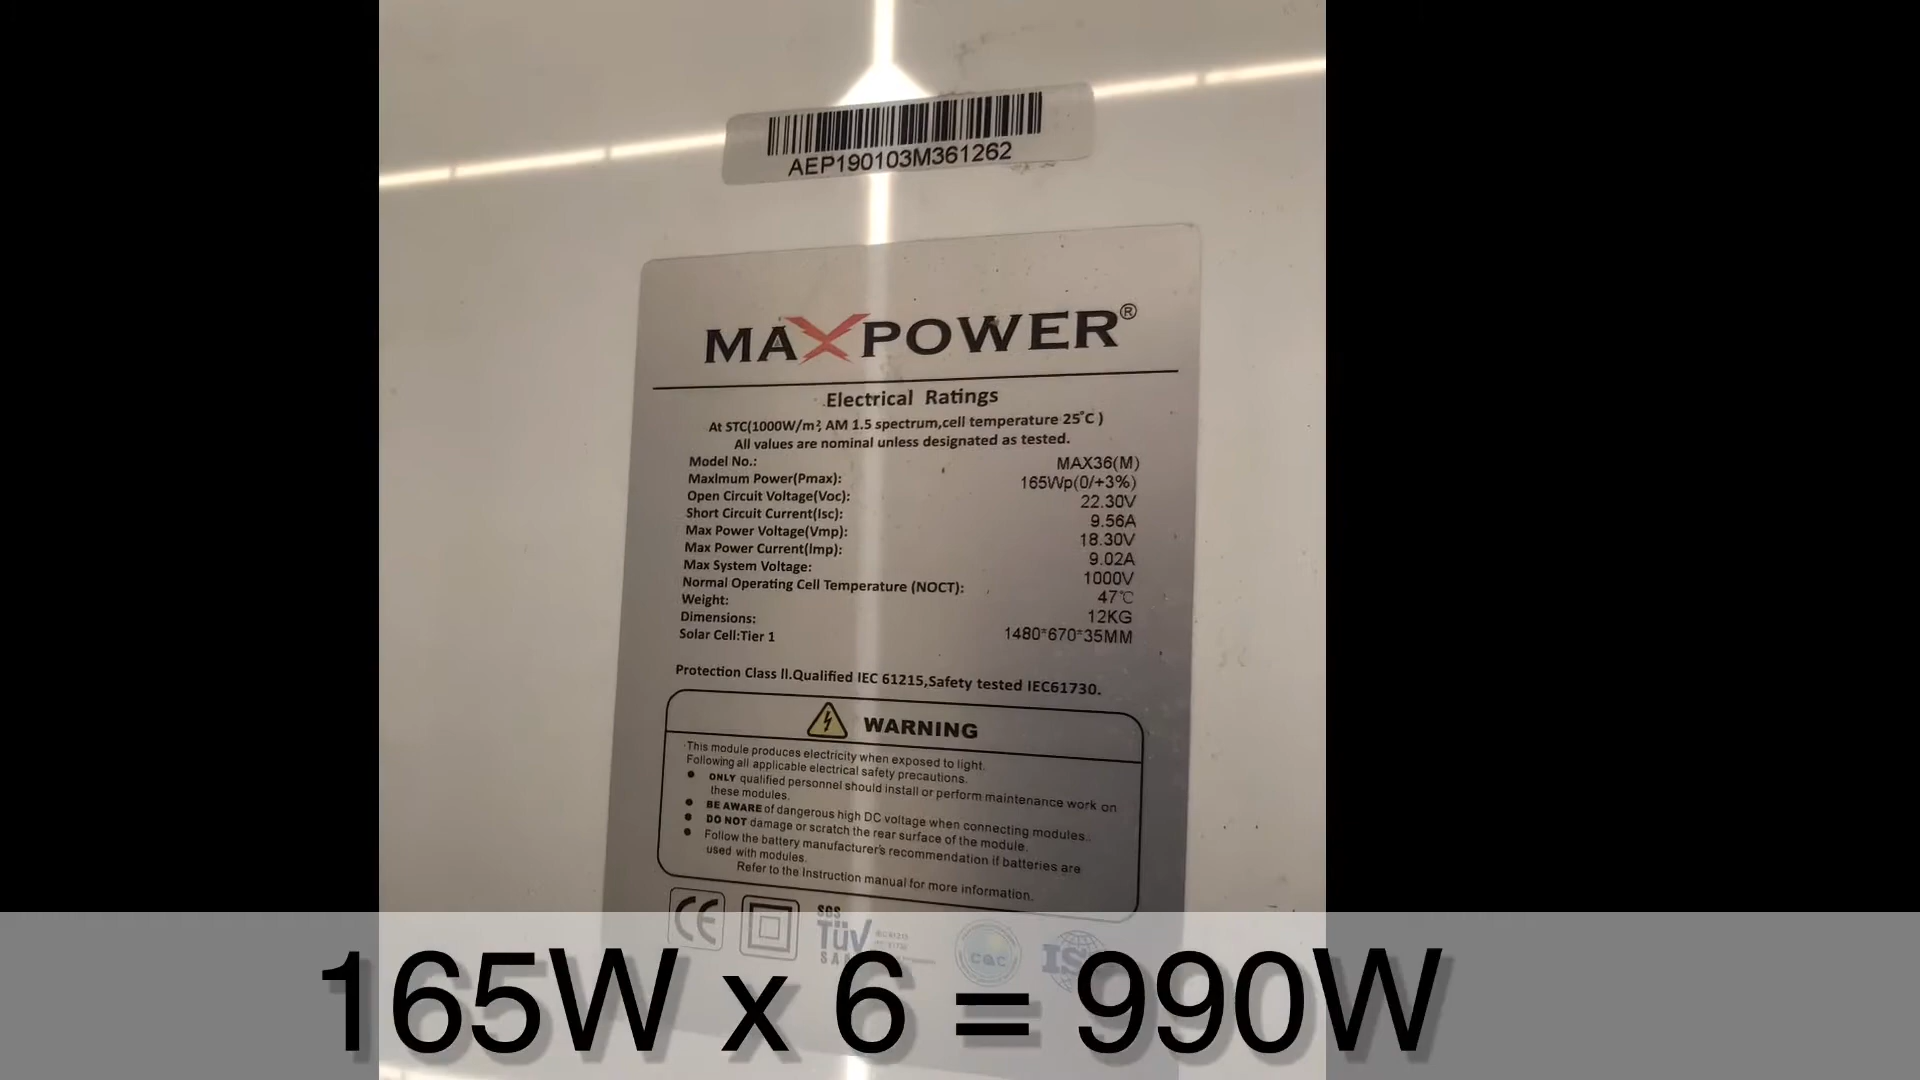 AEP190103M361262
MAXPOWER®
Electrical Ratings
At STC(1000W/m², AM 1.5 spectrum,cell temperature 25°C )
All values are nominal unless designated as tested.
Model No.: MAX36(M)
Maximum Power(Pmax): 165Wp(0/+3%)
Open Circuit Voltage(Voc): 22.30V
Short Circuit Current(Isc): 9.56A
Max Power Voltage(Vmp): 18.30V
Max Power Current(Imp): 9.02A
Max System Voltage: 1000V
Normal Operating Cell Temperature (NOCT): 47℃
Weight: 12KG
Dimensions: 1480*670*35MM
Solar Cell:Tier 1
Protection Class II.Qualified IEC 61215,Safety tested IEC61730.
WARNING
·This module produces electricity when exposed to light.
Following all applicable electrical safety precautions.
● ONLY qualified personnel should install or perform maintenance work on
these modules.
● BE AWARE of dangerous high DC voltage when connecting modules.
● DO NOT damage or scratch the rear surface of the module.
● Follow the battery manufacturer's recommendation if batteries are
used with modules.
Refer to the Instruction manual for more information.
CE
SGS
TÜV
CQC
165W x 6 = 990W